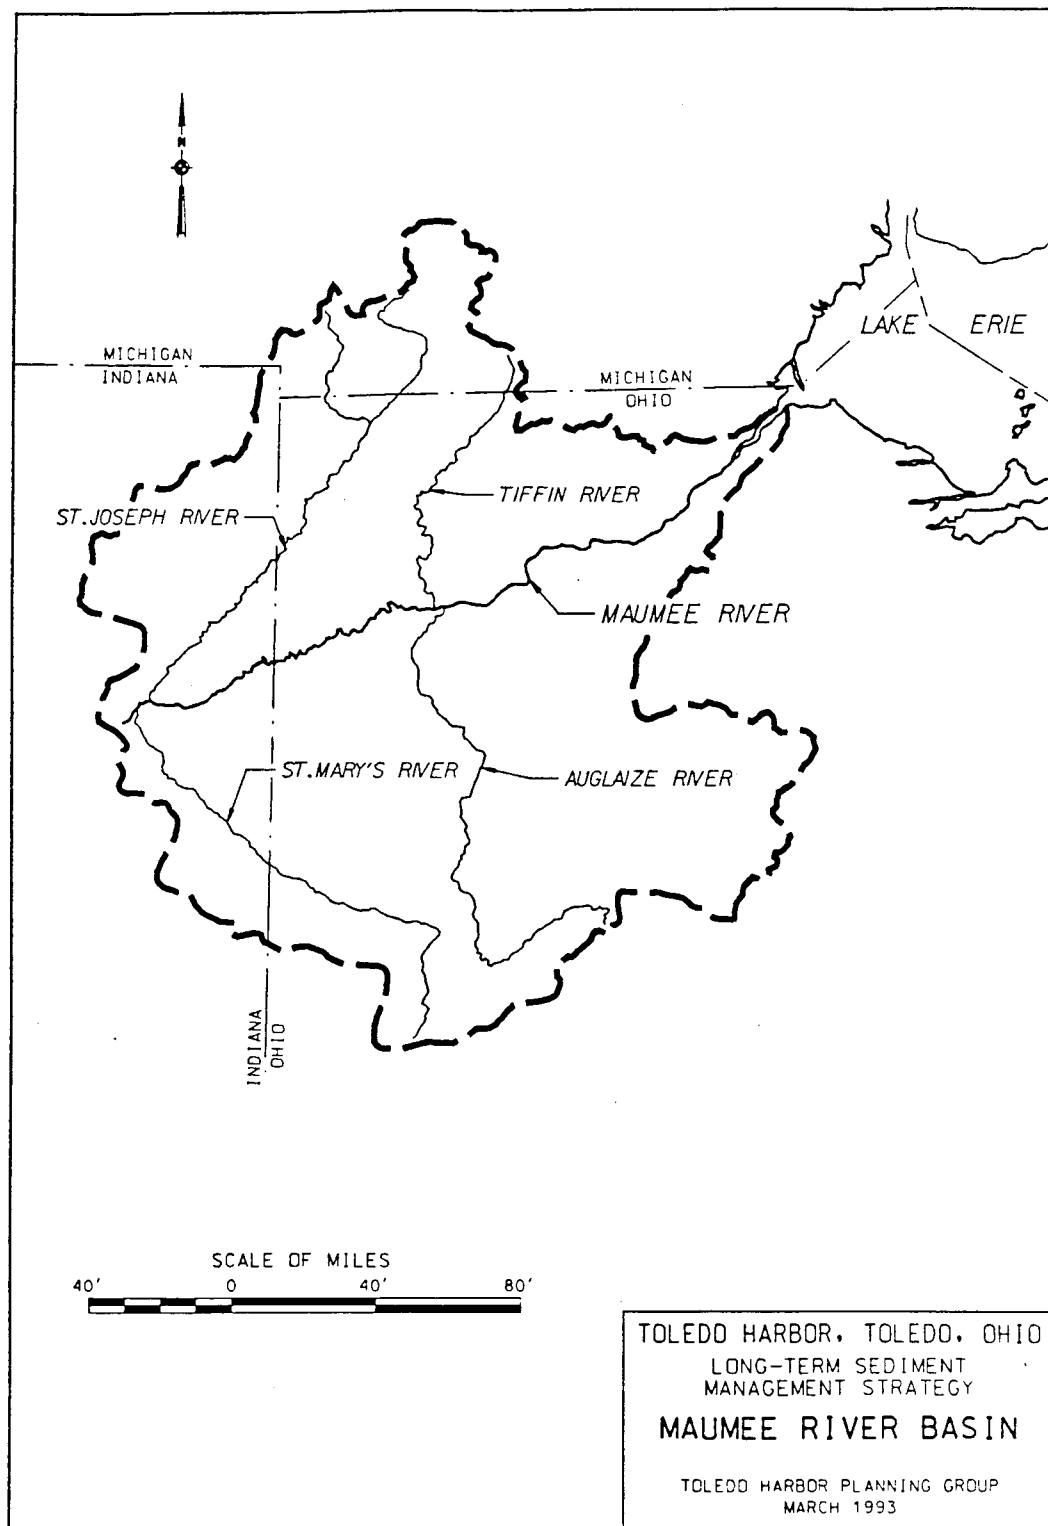 N
LAKE ERIE
MICHIGAN
INDIANA
MICHIGAN
OHIO
TIFFIN RIVER
ST.JOSEPH RIVER
MAUMEE RIVER
ST.MARY'S RIVER
AUGLAIZE RIVER
INDIANA
OHIO
SCALE OF MILES
40' 0 40' 80'
TOLEDO HARBOR, TOLEDO, OHIO
LONG-TERM SEDIMENT
MANAGEMENT STRATEGY
MAUMEE RIVER BASIN
TOLEDO HARBOR PLANNING GROUP
MARCH 1993